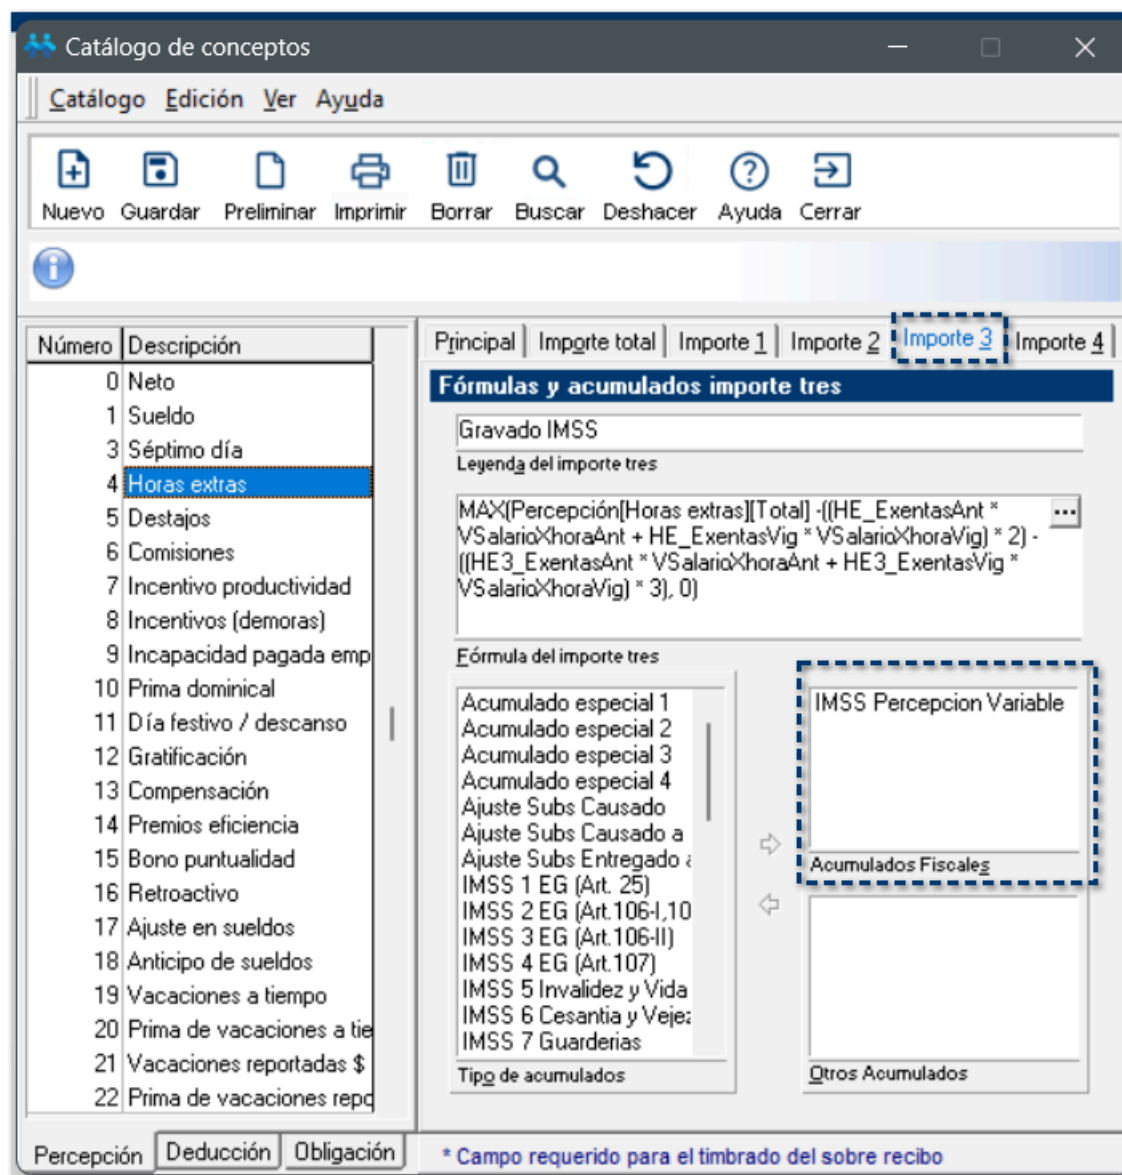 Catálogo de conceptos
Catálogo Edición Ver Ayuda
Nuevo Guardar Preliminar Imprimir Borrar Buscar Deshacer Ayuda Cerrar
Número Descripción
0 Neto
1 Sueldo
3 Séptimo día
4 Horas extras
5 Destajos
6 Comisiones
7 Incentivo productividad
8 Incentivos (demoras)
9 Incapacidad pagada emp
10 Prima dominical
11 Día festivo / descanso
12 Gratificación
13 Compensación
14 Premios eficiencia
15 Bono puntualidad
16 Retroactivo
17 Ajuste en sueldos
18 Anticipo de sueldos
19 Vacaciones a tiempo
20 Prima de vacaciones a tie
21 Vacaciones reportadas $
22 Prima de vacaciones repo
Percepción Deducción Obligación
Principal Importe total Importe 1 Importe 2 Importe 3 Importe 4
Fórmulas y acumulados importe tres
Gravado IMSS
Leyenda del importe tres
MAX(Percepción[Horas extras][Total] -((HE_ExentasAnt *
VSalarioXhoraAnt + HE_ExentasVig * VSalarioXhoraVig) * 2) -
((HE3_ExentasAnt * VSalarioXhoraAnt + HE3_ExentasVig *
VSalarioXhoraVig) * 3), 0)
...
Fórmula del importe tres
Acumulado especial 1
Acumulado especial 2
Acumulado especial 3
Acumulado especial 4
Ajuste Subs Causado
Ajuste Subs Causado a
Ajuste Subs Entregado a
IMSS 1 EG (Art. 25)
IMSS 2 EG (Art.106-I,10
IMSS 3 EG (Art.106-II)
IMSS 4 EG (Art.107)
IMSS 5 Invalidez y Vida
IMSS 6 Cesantia y Vejez
IMSS 7 Guarderias
Tipo de acumulados
IMSS Percepcion Variable
Acumulados Fiscales
Otros Acumulados
* Campo requerido para el timbrado del sobre recibo